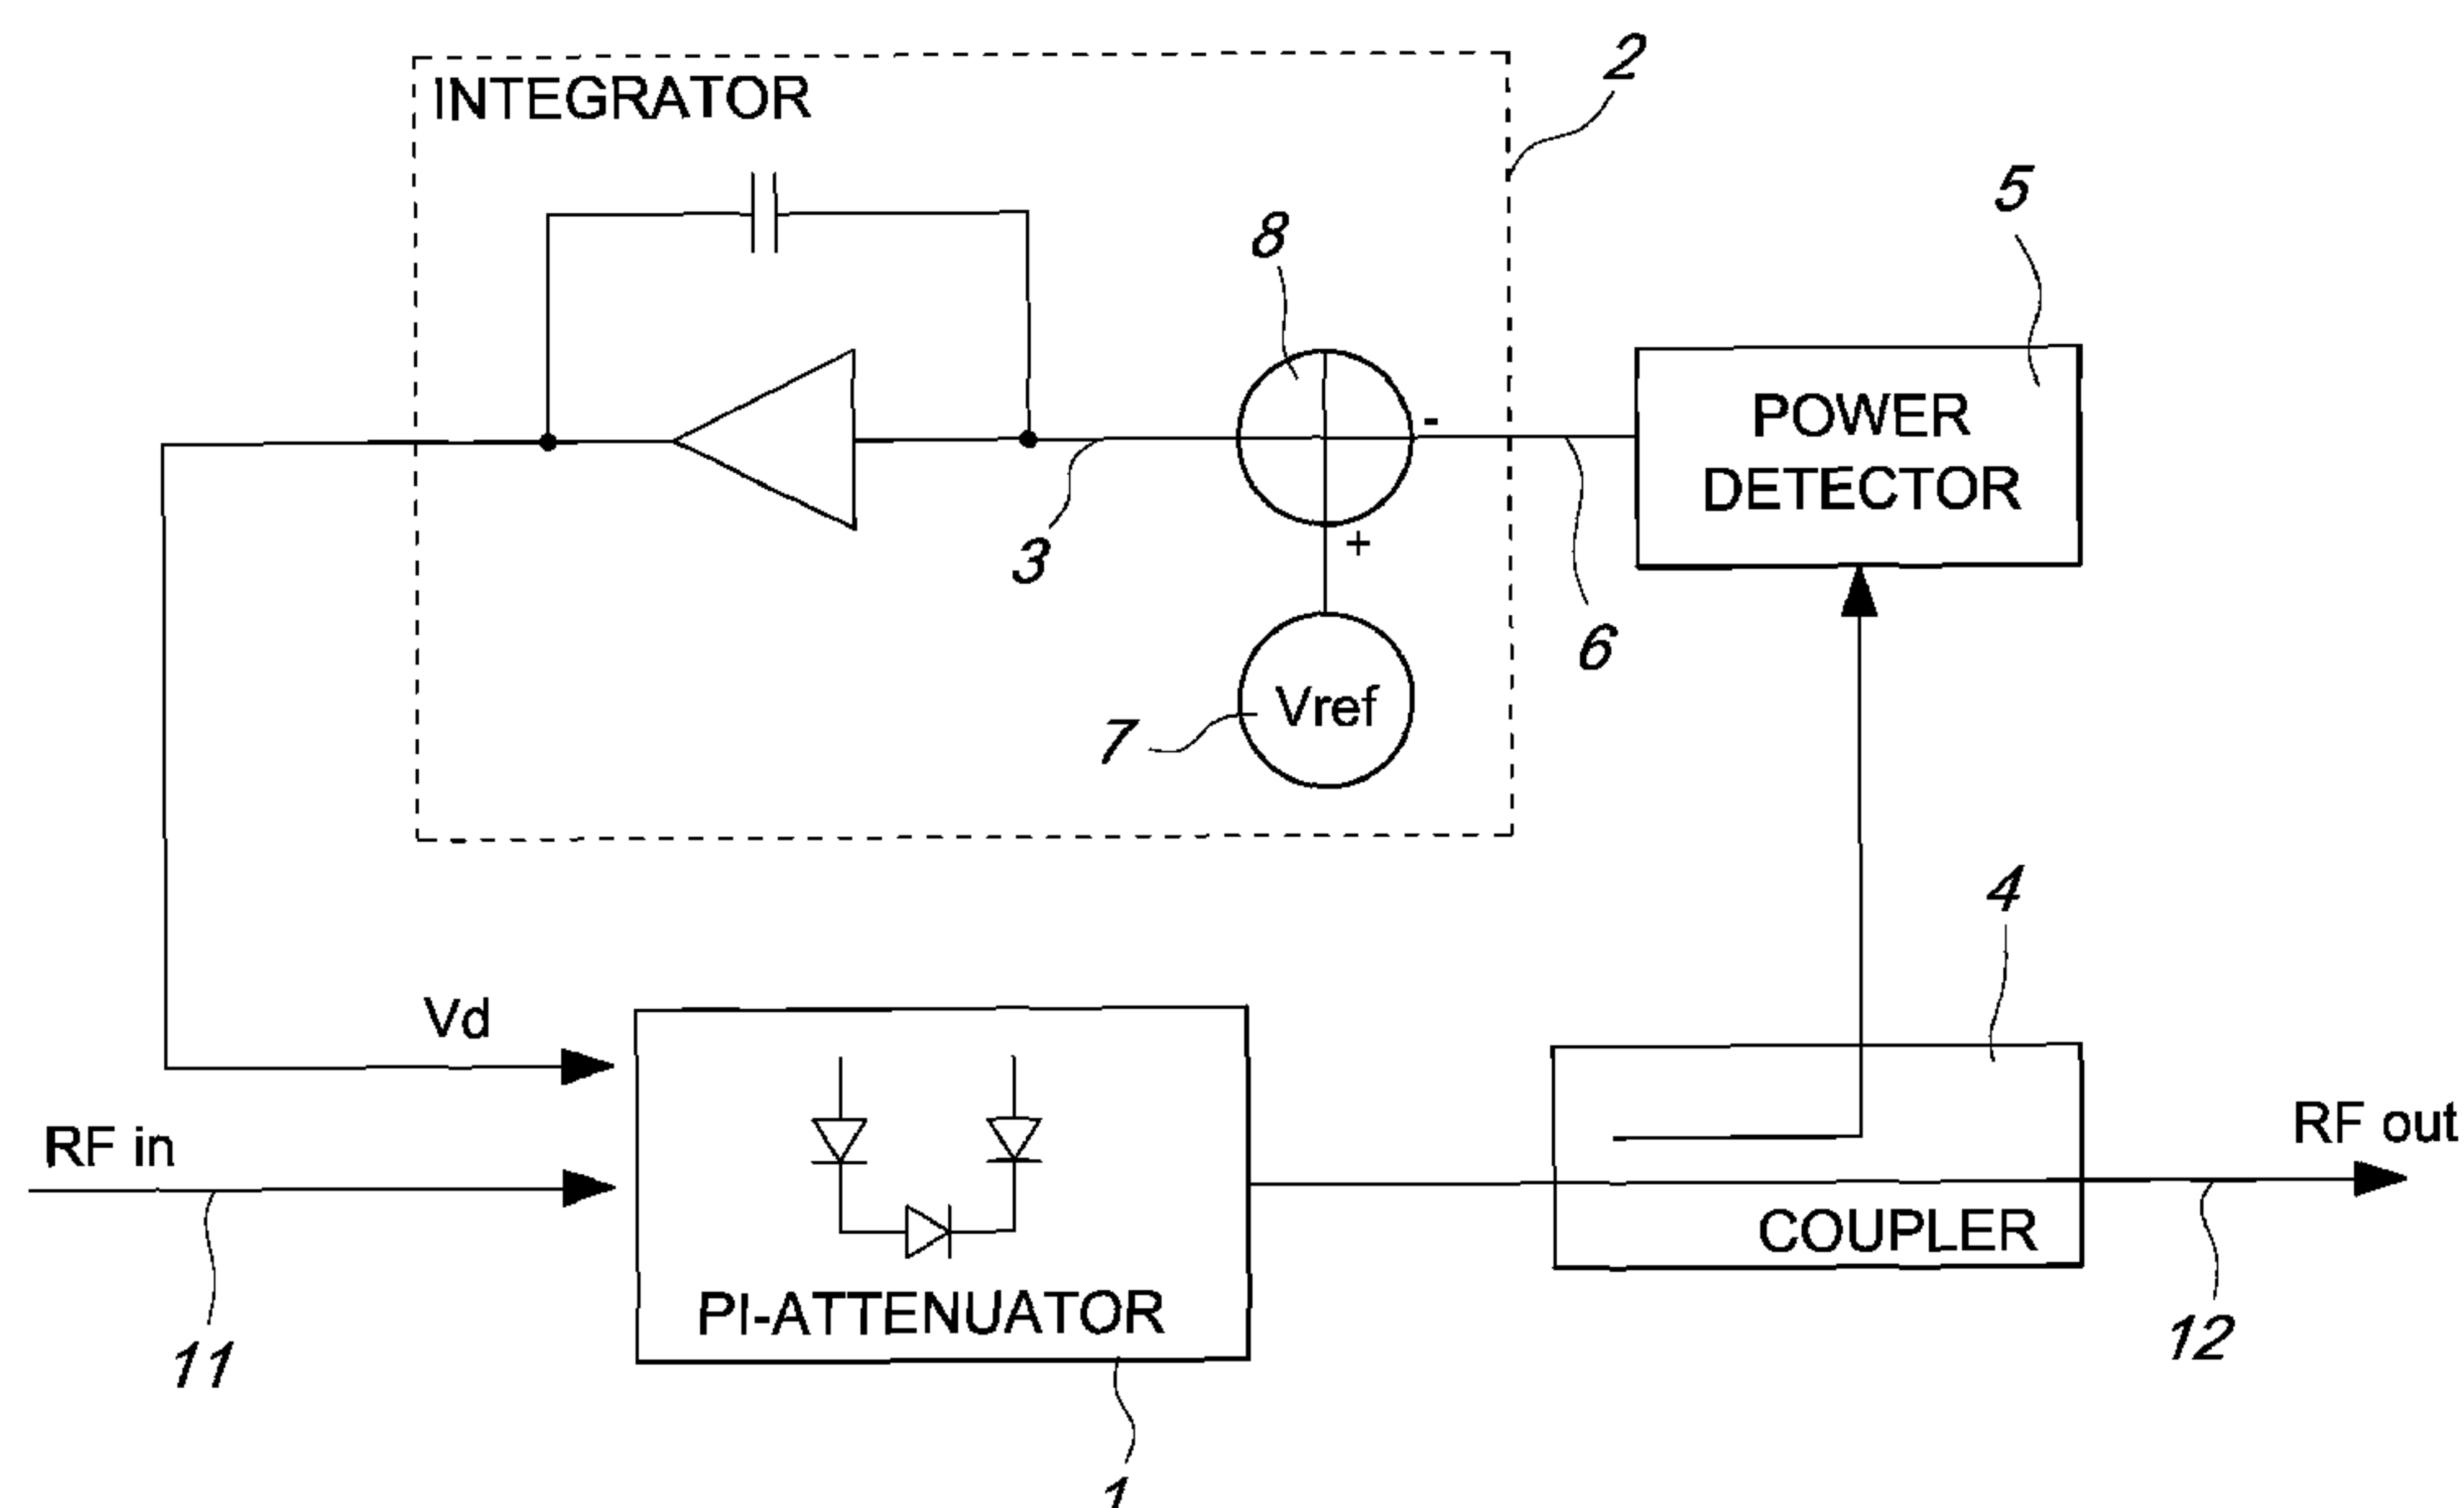 2
INTEGRATOR
5
8
POWER
DETECTOR
-
3
+
6
Vref
7
4
Vd
RF in
RF out
COUPLER
PI-ATTENUATOR
11
12
1